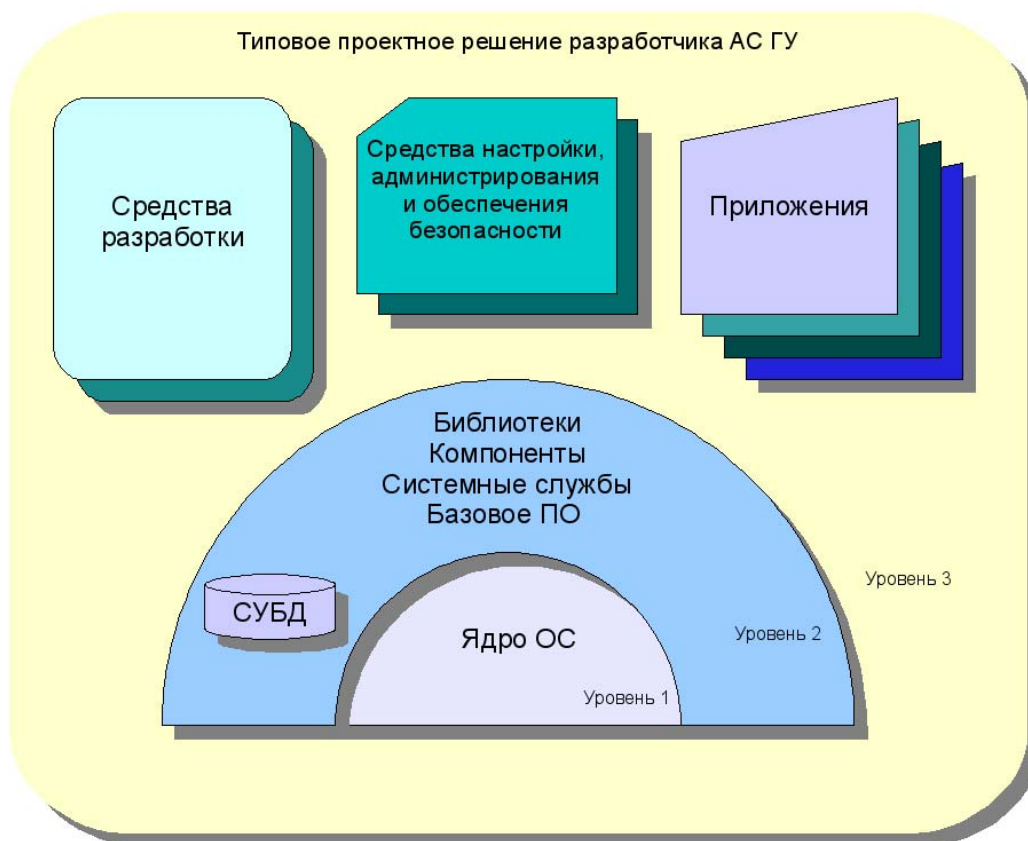 Типовое проектное решение разработчика АС ГУ
Средства
разработки
Средства настройки,
администрирования
и обеспечения
безопасности
Приложения
Библиотеки
Компоненты
Системные службы
Базовое ПО
СУБД
Ядро ОС
Уровень 1
Уровень 2
Уровень 3